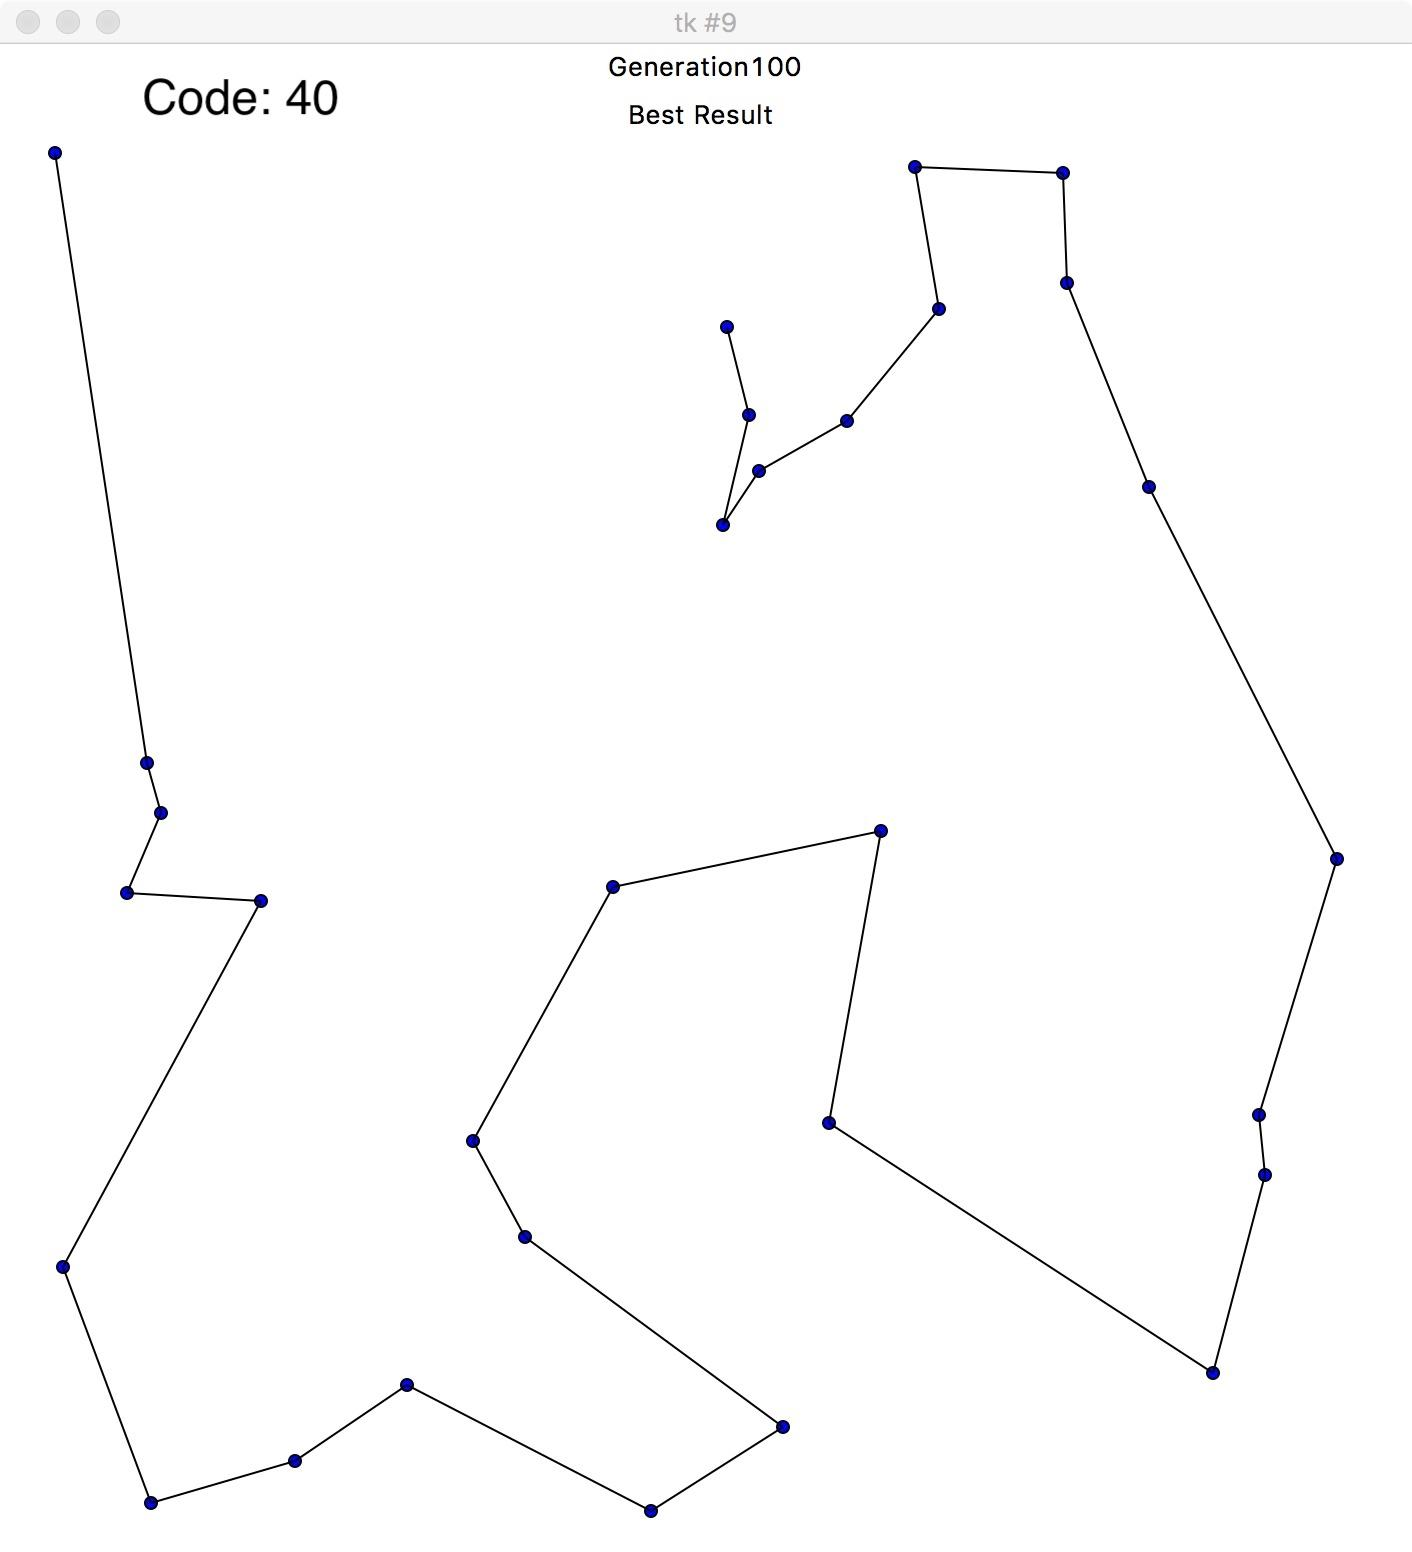 tk #9
Generation100
Code: 40
Best Result